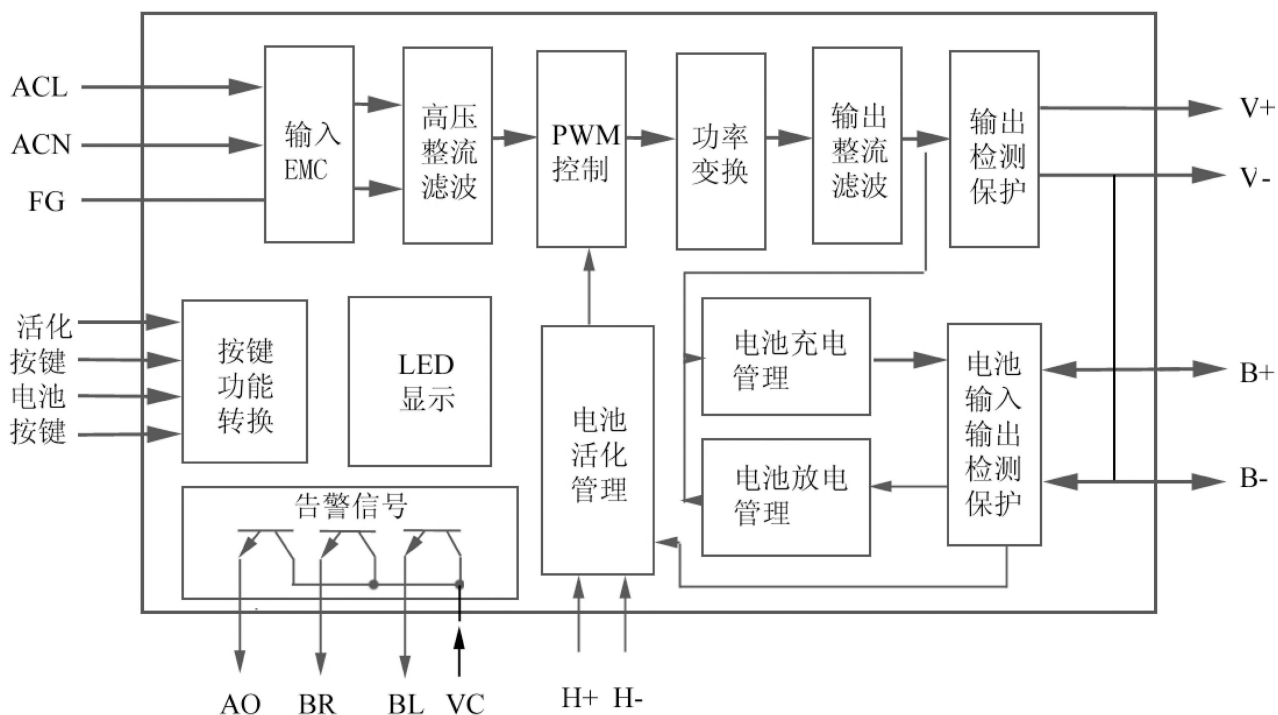 ACL
ACN
FG
输入
EMC
高压
整流
滤波
PWM
控制
功率
变换
输出
整流
滤波
输出
检测
保护
V+
V-
活化
按键
电池
按键
按键
功能
转换
LED
显示
电池
活化
管理
电池充电
管理
电池放电
管理
电池
输入
输出
检测
保护
B+
B-
告警信号
AO
BR
BL
VC
H+
H-